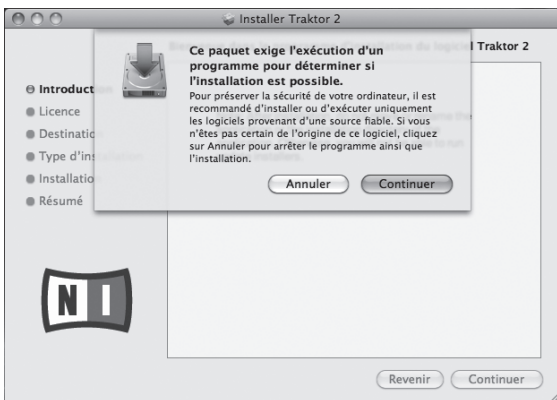 Installer Traktor 2
l Traktor 2
Ce paquet exige l'exécution d'un
programme pour déterminer si
l'installation est possible.
Pour préserver la sécurité de votre ordinateur, il est
recommandé d'installer ou d'exécuter uniquement
les logiciels provenant d'une source fiable. Si vous
n'êtes pas certain de l'origine de ce logiciel, cliquez
sur Annuler pour arrêter le programme ainsi que
l'installation.
Annuler
Continuer
Introduct
Licence
Destinatio
Type d'in
Installatio
Résumé
NI
Revenir
Continuer